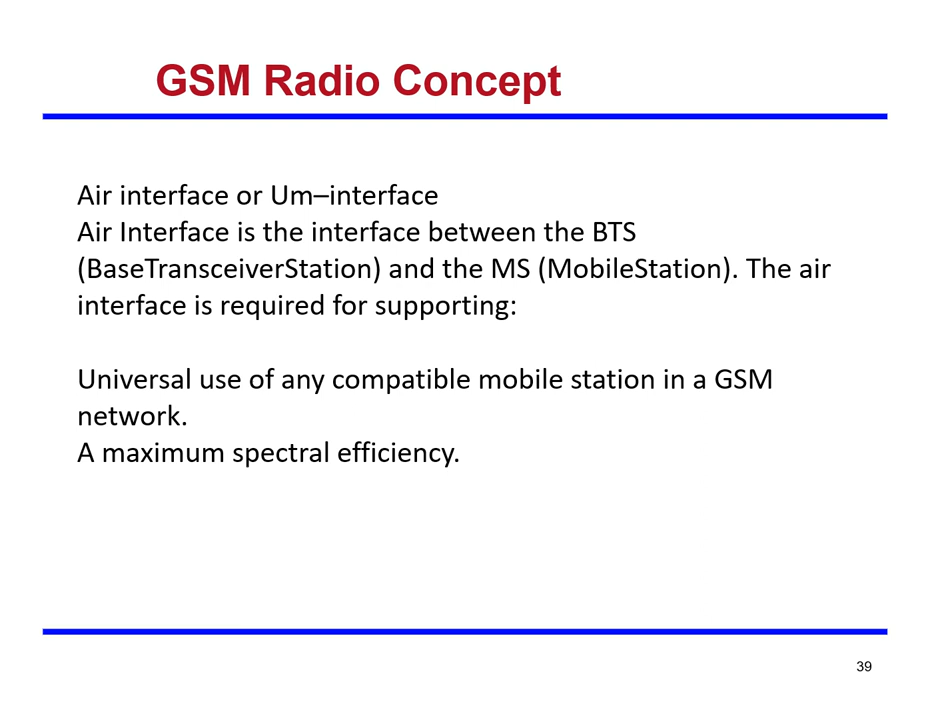 GSM Radio Concept
Air interface or Um–interface
Air Interface is the interface between the BTS
(BaseTransceiverStation) and the MS (MobileStation). The air
interface is required for supporting:
Universal use of any compatible mobile station in a GSM
network.
A maximum spectral efficiency.
39